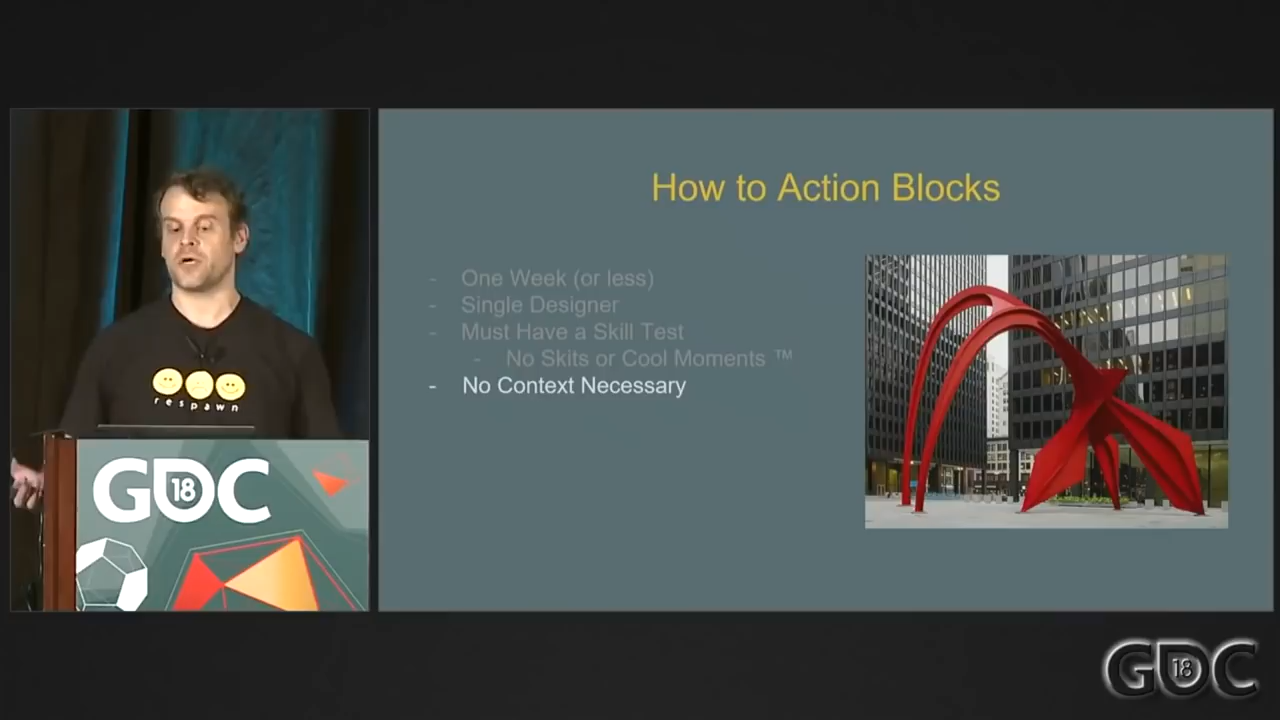 How to Action Blocks
- One Week (or less)
- Single Designer
- Must Have a Skill Test
- No Skits or Cool Moments ™
- No Context Necessary
respawn
GDC
18
GDC
18